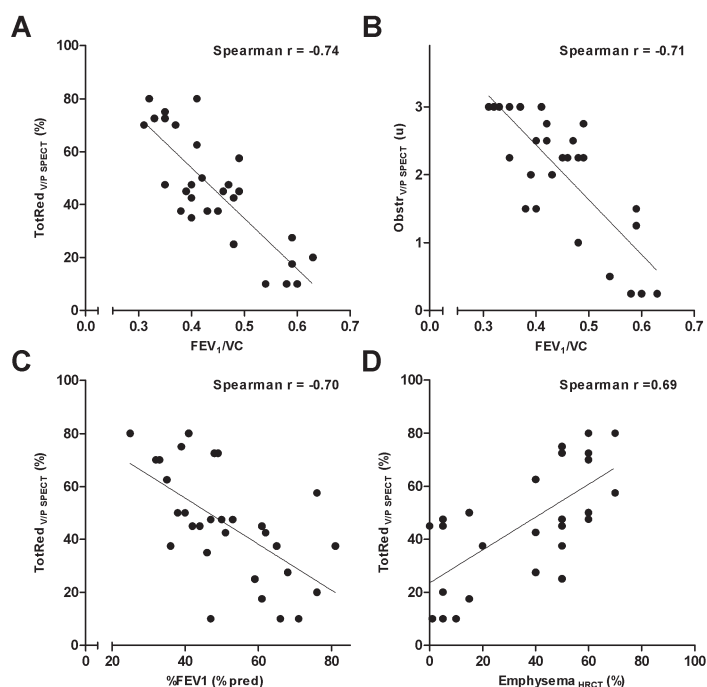 A
Spearman r = -0.74
100
80
60
40
20
0
TotRed V/P SPECT (%)
0.0 0.3 0.4 0.5 0.6 0.7
FEV1/VC
B
Spearman r = -0.71
3
2
1
0
Obstr V/P SPECT (u)
0.0 0.3 0.4 0.5 0.6 0.7
FEV1/VC
C
Spearman r = -0.70
100
80
60
40
20
0
TotRed V/P SPECT (%)
0 20 40 60 80
%FEV1 (% pred)
D
Spearman r =0.69
100
80
60
40
20
0
TotRed V/P SPECT (%)
0 20 40 60 80 100
Emphysema HRCT (%)